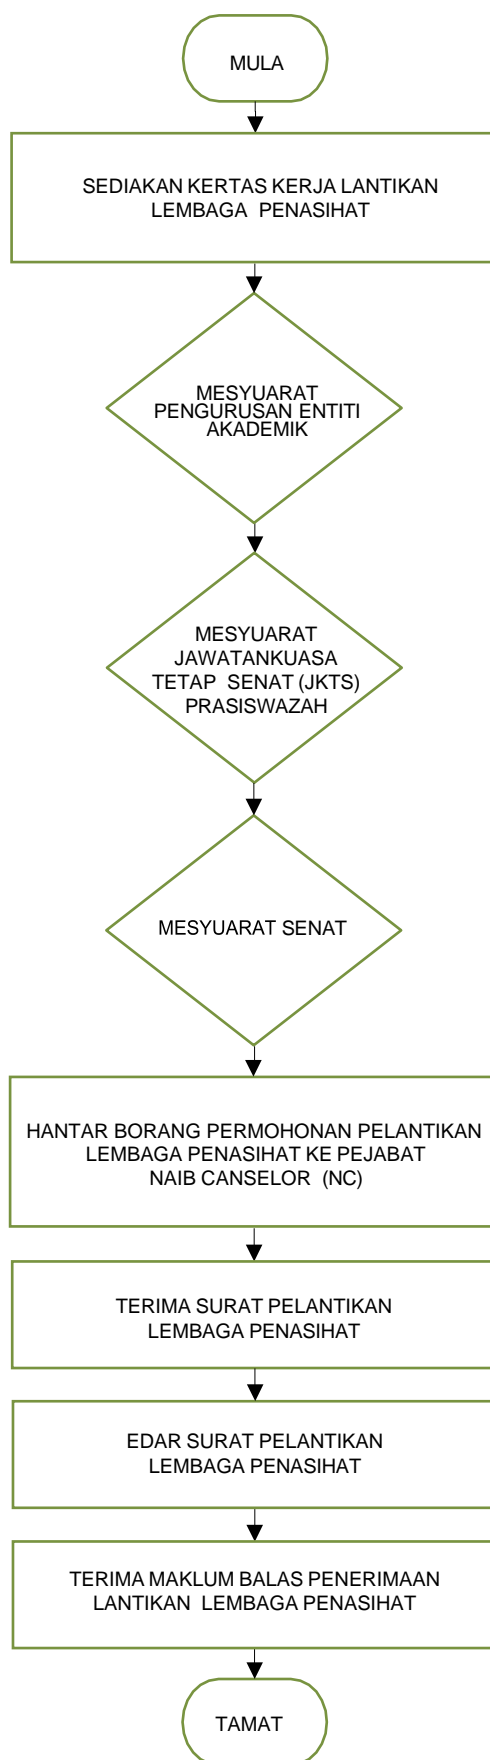 MULA
SEDIAKAN KERTAS KERJA LANTIKAN
LEMBAGA PENASIHAT
MESYUARAT
PENGURUSAN ENTITI
AKADEMIK
MESYUARAT
JAWATANKUASA
TETAP SENAT (JKTS)
PRASISWAZAH
MESYUARAT SENAT
HANTAR BORANG PERMOHONAN PELANTIKAN
LEMBAGA PENASIHAT KE PEJABAT
NAIB CANSELOR (NC)
TERIMA SURAT PELANTIKAN
LEMBAGA PENASIHAT
EDAR SURAT PELANTIKAN
LEMBAGA PENASIHAT
TERIMA MAKLUM BALAS PENERIMAAN
LANTIKAN LEMBAGA PENASIHAT
TAMAT